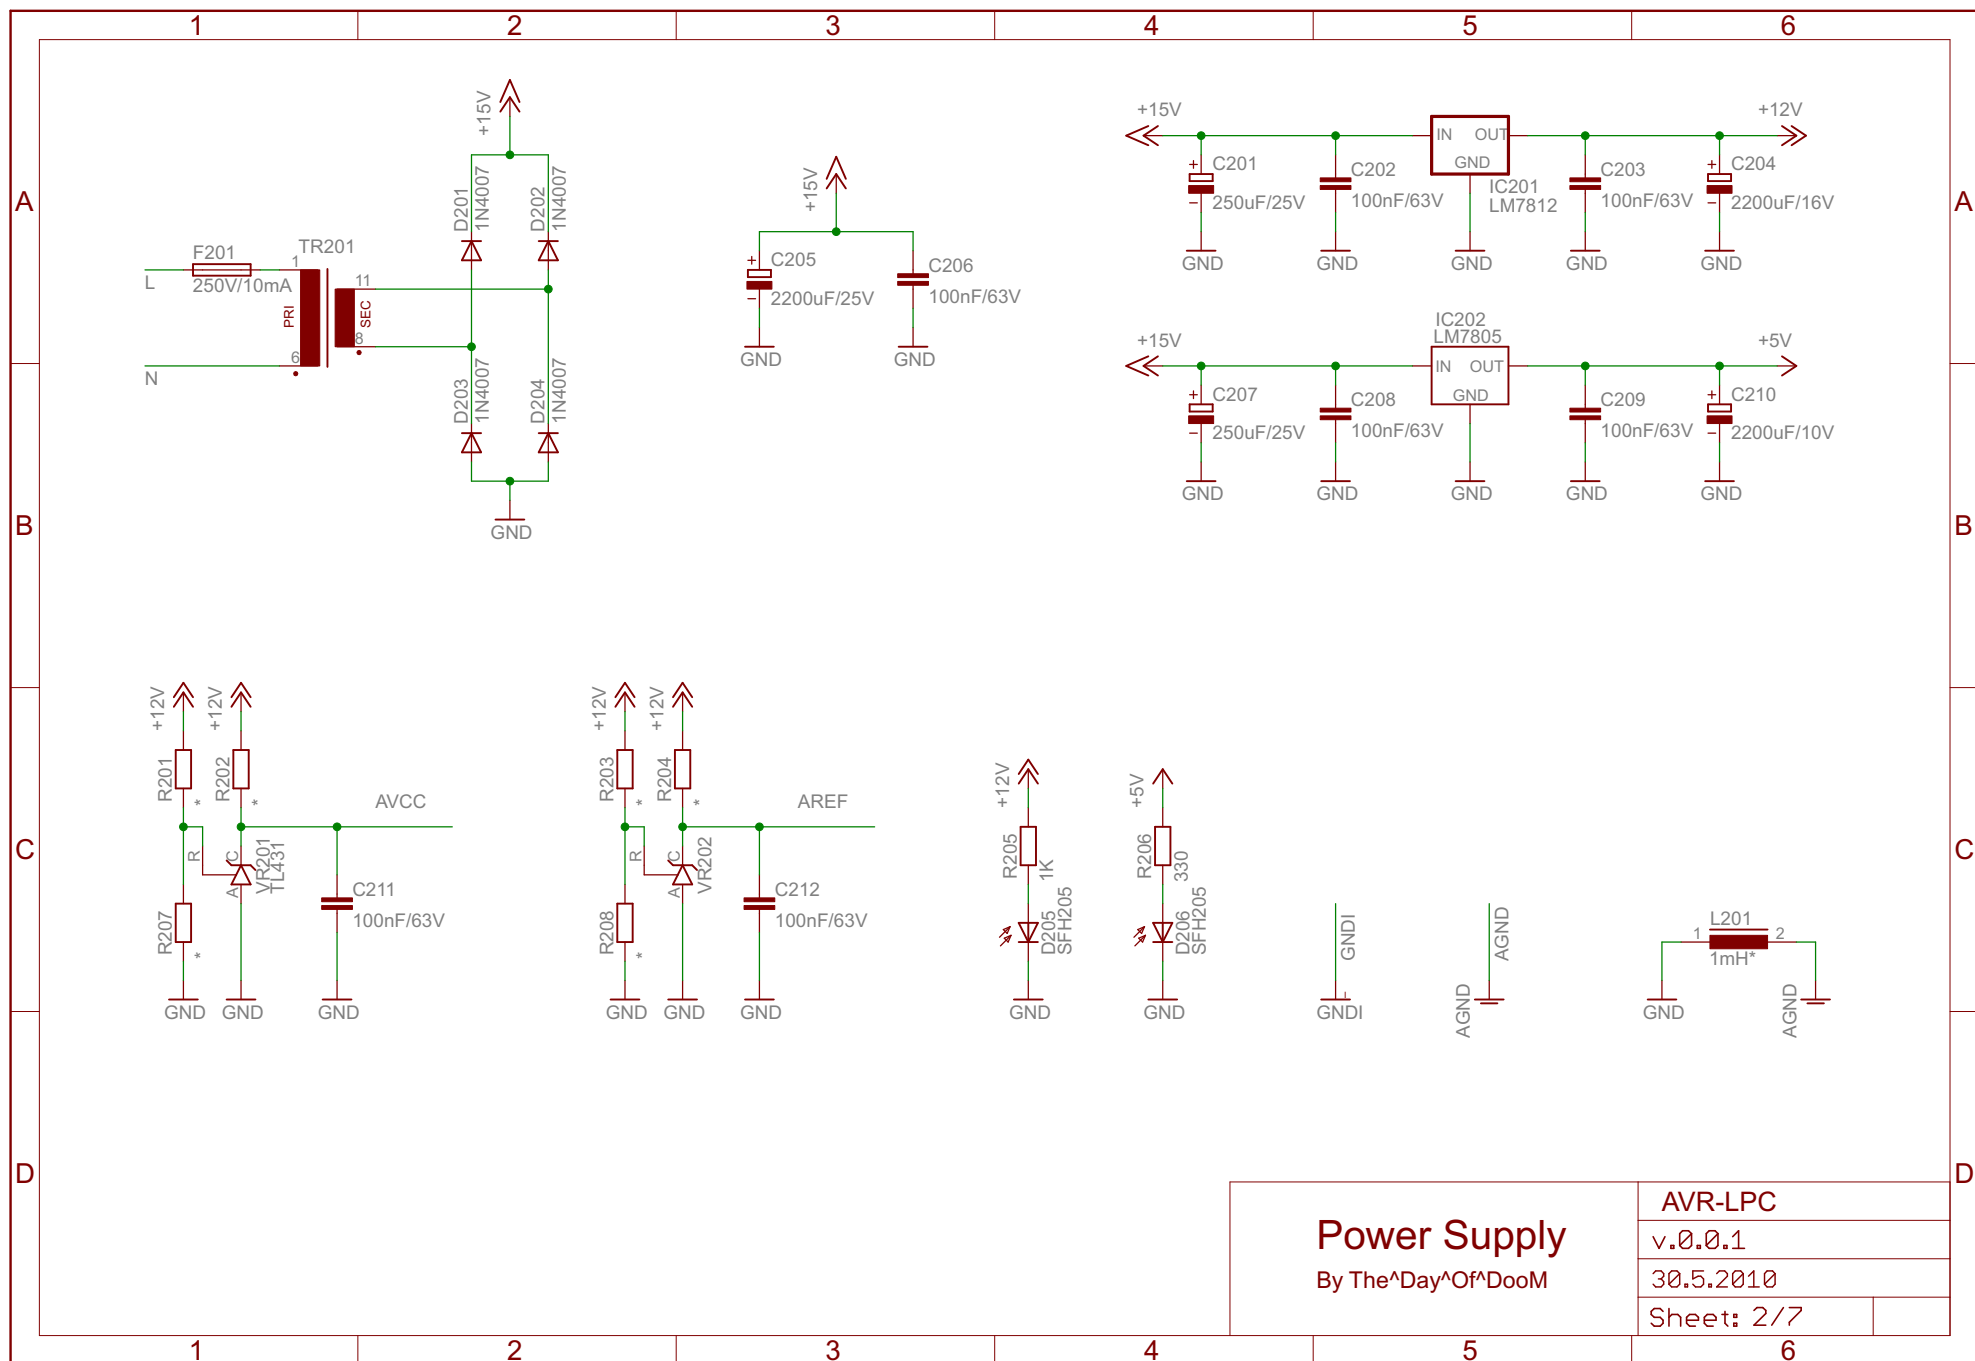 1 2 3 4 5 6
A
A
B
B
C
C
D
D
+15V
D201
1N4007
D202
1N4007
F201
250V/10mA
TR201
L
N
1
6
PRI
SEC
11
8
D203
1N4007
D204
1N4007
GND
+15V
+
C205
2200uF/25V
C206
100nF/63V
GND
GND
+15V
+12V
IN OUT
GND
IC201
LM7812
+
C201
250uF/25V
C202
100nF/63V
C203
100nF/63V
+
C204
2200uF/16V
GND GND GND GND GND
+15V
+5V
IC202
LM7805
IN OUT
GND
+
C207
250uF/25V
C208
100nF/63V
C209
100nF/63V
+
C210
2200uF/10V
GND GND GND GND GND
+12V
+12V
R201
*
R202
*
AVCC
R
C
A
VR201
TL431
R207
*
C211
100nF/63V
GND GND GND
+12V
+12V
R203
*
R204
*
AREF
R
C
A
VR202
R208
*
C212
100nF/63V
GND GND GND
+12V
R205
1K
D205
SFH205
GND
+5V
R206
330
D206
SFH205
GND
GNDI
GNDI
AGND
AGND
L201
1 2
1mH*
GND
AGND
Power Supply
By The^Day^Of^DooM
AVR-LPC
v.0.0.1
30.5.2010
Sheet: 2/7
1 2 3 4 5 6